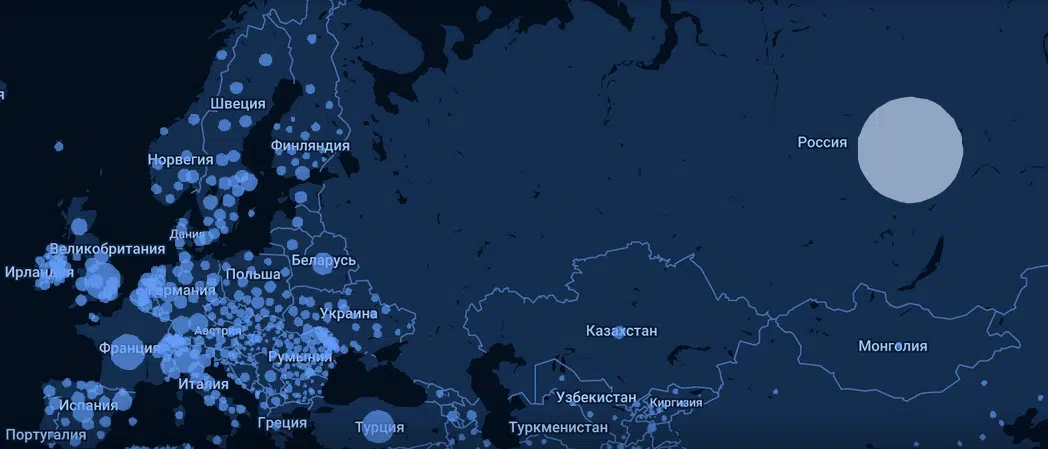 я
Швеция
Россия
Финляндия
Норвегия
Дания
Великобритания
Беларусь
Ирландия
Польша
Германия
Украина
Австрия
Казахстан
Франция
Монголия
Румыния
Италия
Узбекистан
Киргизия
Испания
Греция
Турция
Туркменистан
Португалия